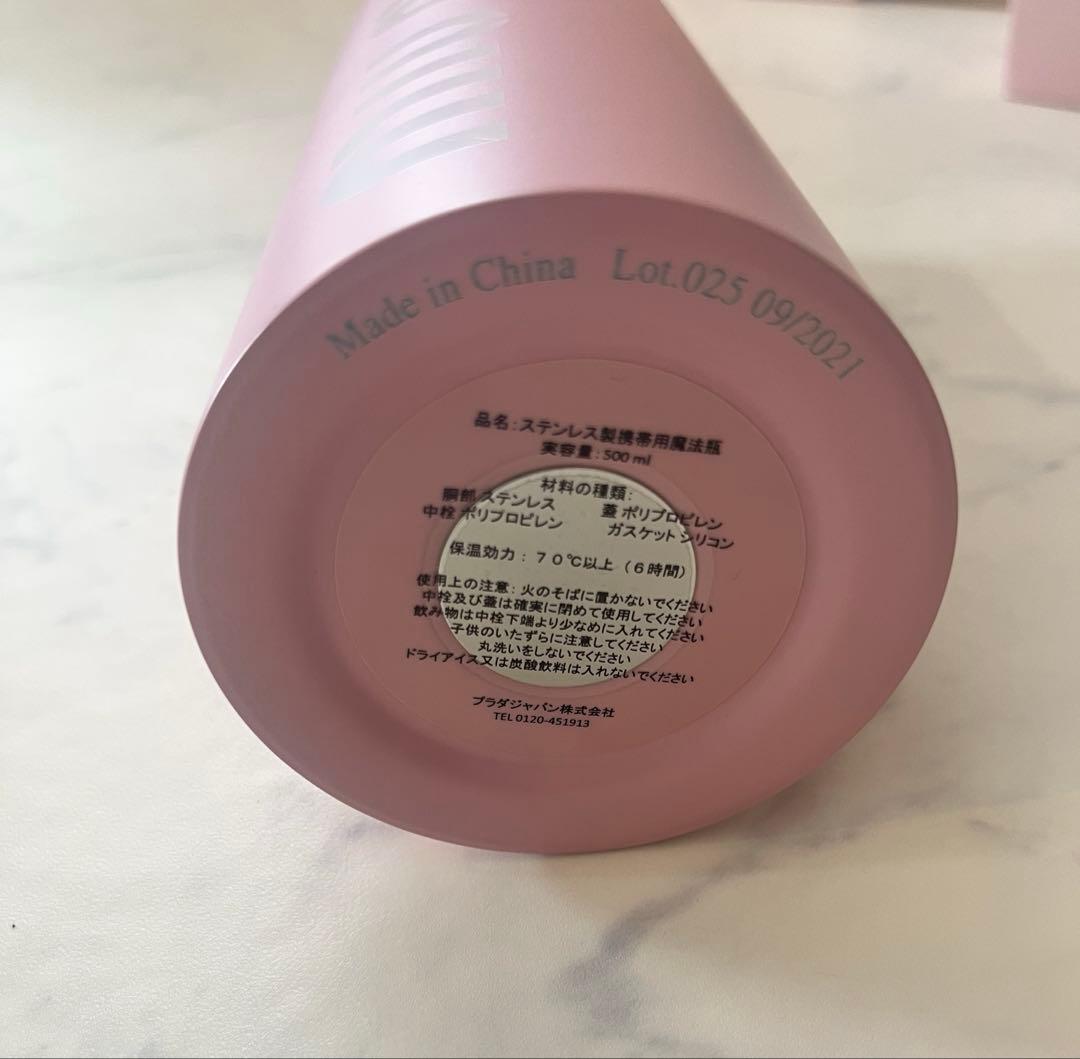 Made in China Lot.025 09/2021
品名:ステンレス製携帯用魔法瓶
実容量:500 ml
材料の種類:
胴部 ステンレス 蓋 ポリプロピレン
中栓 ポリプロピレン ガスケット シリコン
保温効力:70℃以上(6時間)
使用上の注意:火のそばに置かないでください
中栓及び蓋は確実に閉めて使用してください
飲み物は中栓下端より少なめに入れてください
子供のいたずらに注意してください
丸洗いをしないでください
ドライアイス又は炭酸飲料は入れないでください
プラダジャパン株式会社
TEL 0120-451913